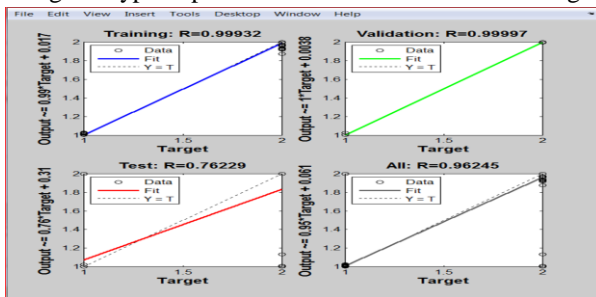 File Edit View Insert Tools Desktop Window Help
Training: R=0.99932
Output ~= 0.99*Target + 0.017
2
1.8
1.6
1.4
1.2
1
Data
Fit
Y = T
1 1.5 2
Target
Validation: R=0.99997
Output ~= 1*Target + 0.0038
2
1.8
1.6
1.4
1.2
1
Data
Fit
Y = T
1 1.5 2
Target
Test: R=0.76229
Output ~= 0.76*Target + 0.31
2
1.8
1.6
1.4
1.2
1
Data
Fit
Y = T
1 1.5 2
Target
All: R=0.96245
Output ~= 0.95*Target + 0.061
2
1.8
1.6
1.4
1.2
1
Data
Fit
Y = T
1 1.5 2
Target